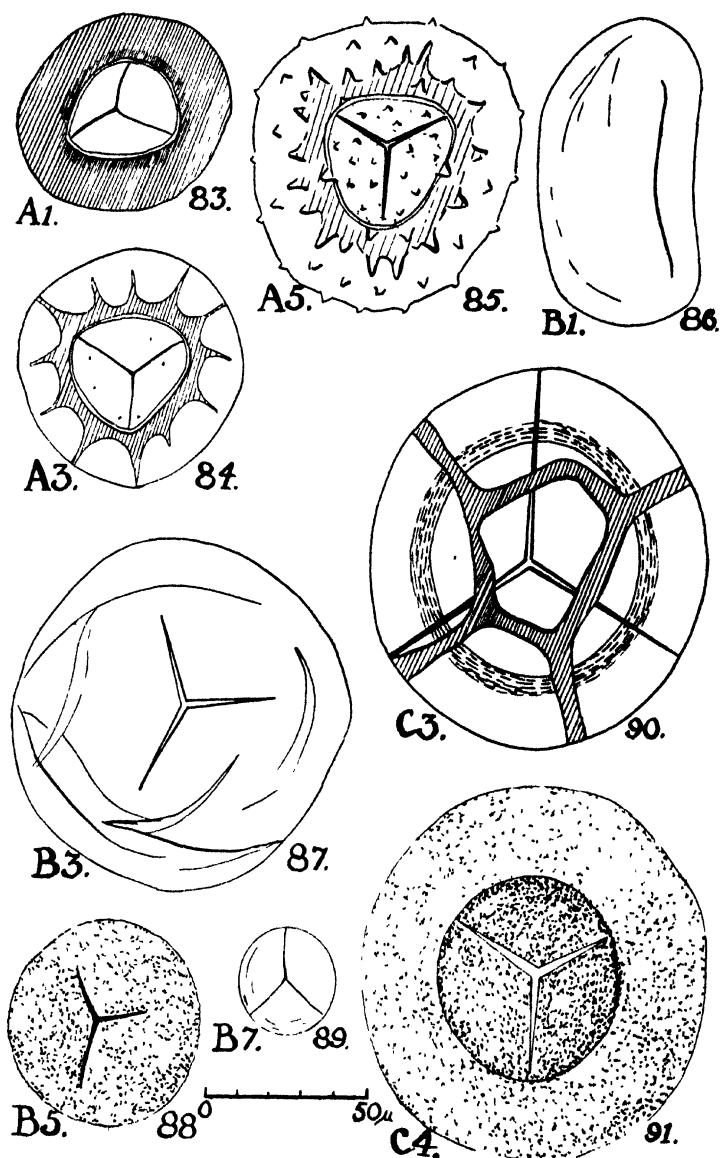 A1. 83.
A5. 85.
B1. 86.
A3. 84.
C3. 90.
B3. 87.
B7. 89.
B5. 88
0 50μ
C4. 91.